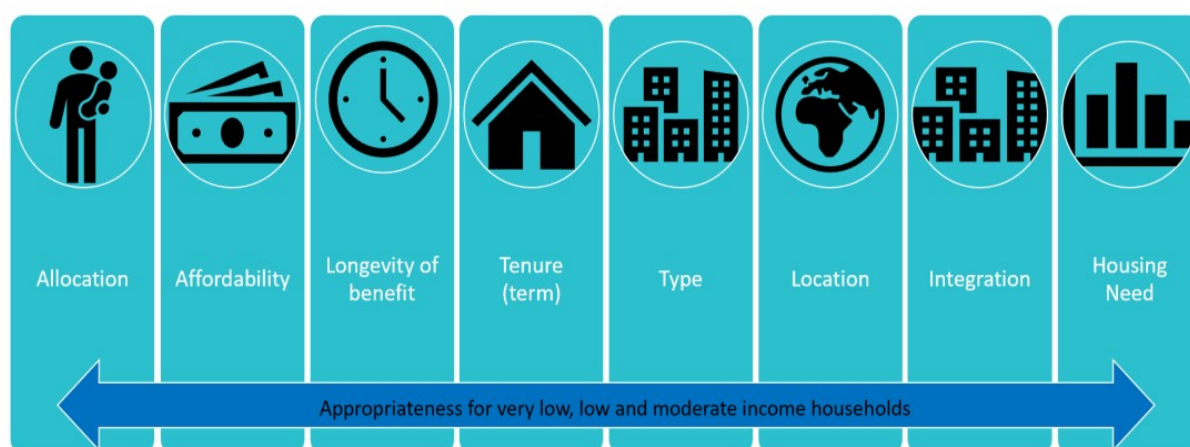 Allocation
Affordability
Longevity of
benefit
Tenure
(term)
Type
Location
Integration
Housing
Need
Appropriateness for very low, low and moderate income households